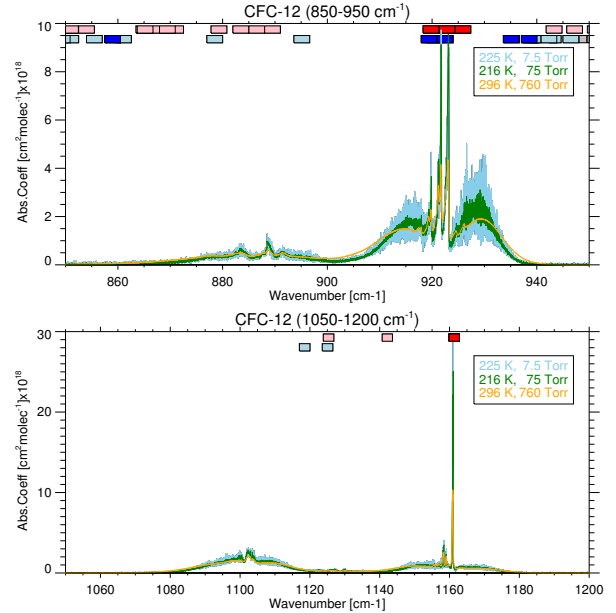 CFC-12 (850-950 cm⁻¹)
10
8
6
4
2
0
Abs.Coeff [cm²molec⁻¹]x10¹⁸
225 K, 7.5 Torr
216 K, 75 Torr
296 K, 760 Torr
860 880 900 920 940
Wavenumber [cm-1]
CFC-12 (1050-1200 cm⁻¹)
30
20
10
0
Abs.Coeff [cm²molec⁻¹]x10¹⁸
225 K, 7.5 Torr
216 K, 75 Torr
296 K, 760 Torr
1060 1080 1100 1120 1140 1160 1180 1200
Wavenumber [cm-1]